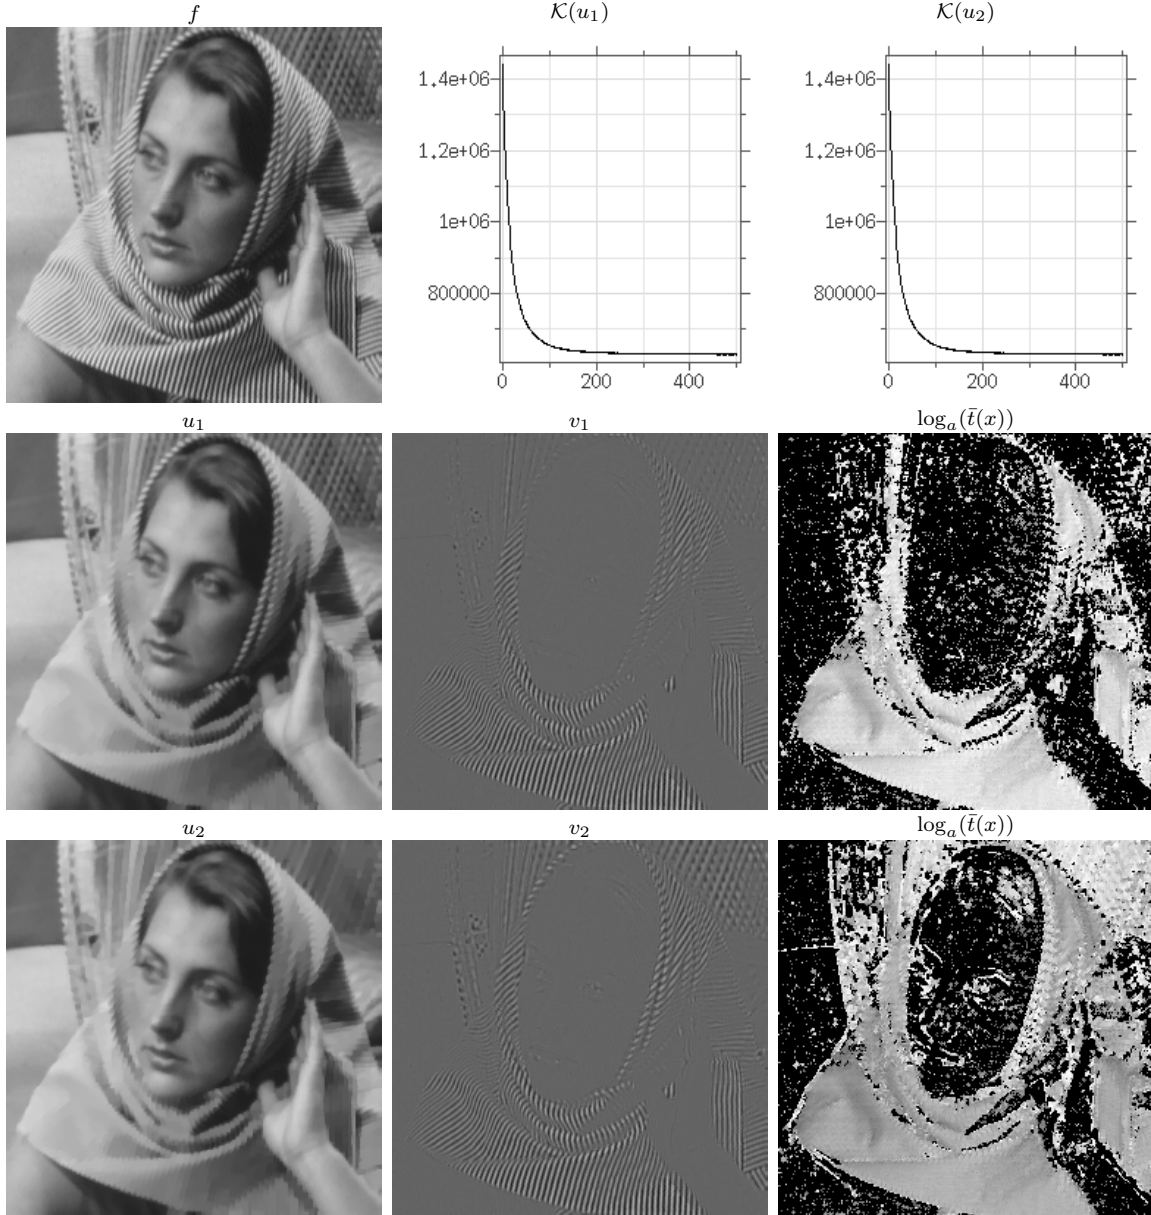 f
𝒦(u₁)
𝒦(u₂)
1.4e+06
1.2e+06
1e+06
800000
0 200 400
1.4e+06
1.2e+06
1e+06
800000
0 200 400
u₁
v₁
logₐ(t̄(x))
u₂
v₂
logₐ(t̄(x))